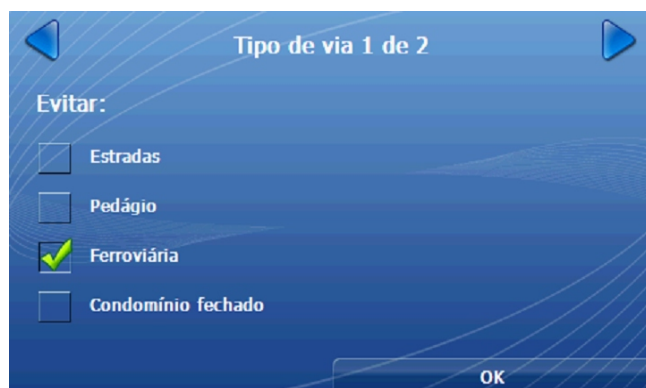 Tipo de via 1 de 2
Evitar:
Estradas
Pedágio
Ferroviária
Condomínio fechado
OK